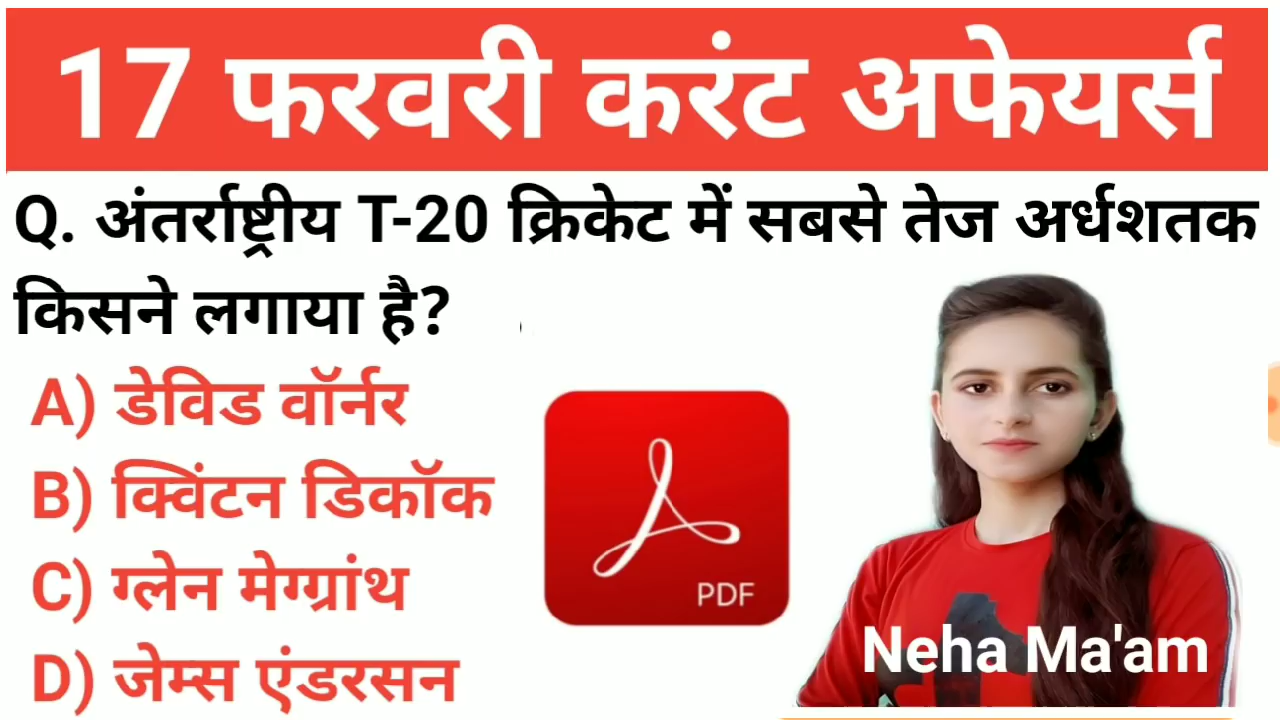 17 फरवरी करंट अफेयर्स
Q. अंतर्राष्ट्रीय T-20 क्रिकेट में सबसे तेज अर्धशतक
किसने लगाया है?
A) डेविड वॉर्नर
B) क्विंटन डिकॉक
C) ग्लेन मेग्ग्रांथ
D) जेम्स एंडरसन
PDF
Neha Ma'am